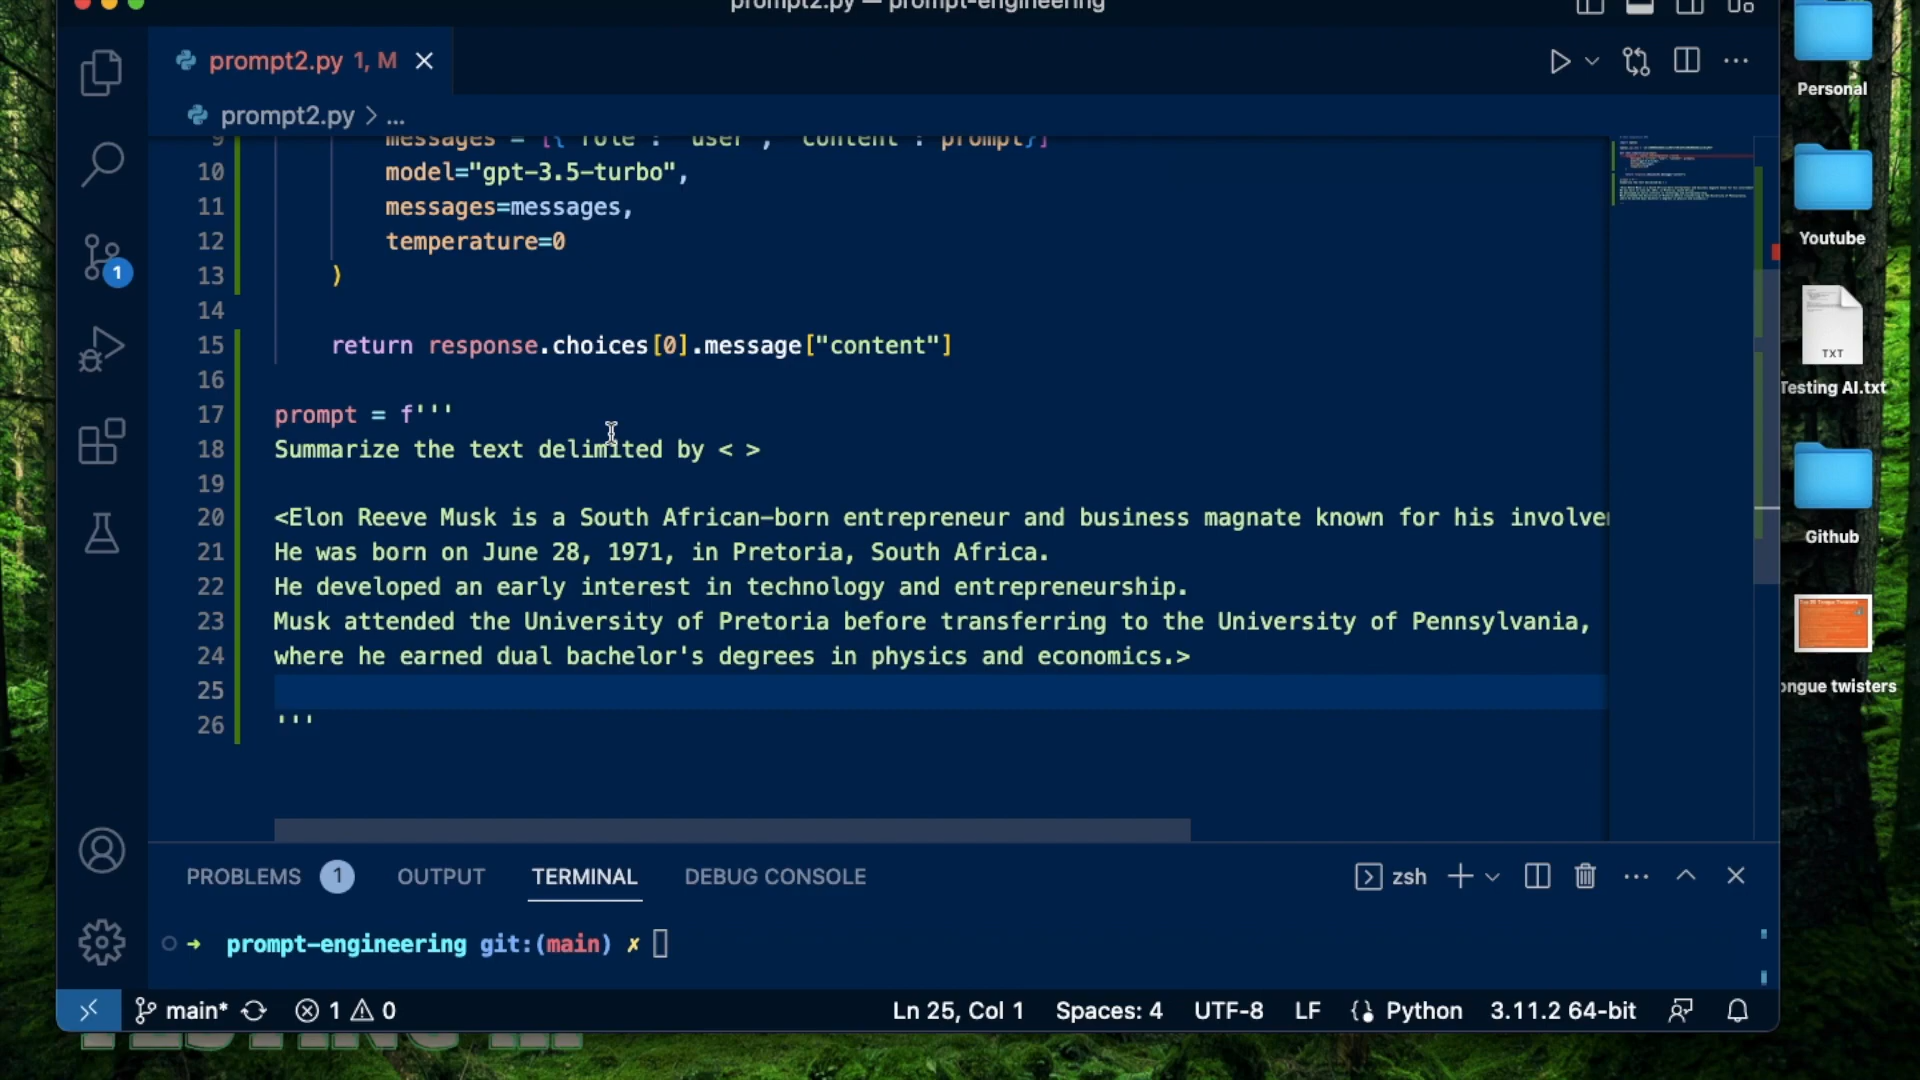 prompt2.py — prompt-engineering
prompt2.py 1, M
prompt2.py > ...
9 messages = [{"role": "user", "content": prompt}]
10 model="gpt-3.5-turbo",
11 messages=messages,
12 temperature=0
13 )
14
15 return response.choices[0].message["content"]
16
17 prompt = f'''
18 Summarize the text delimited by < >
19
20 <Elon Reeve Musk is a South African-born entrepreneur and business magnate known for his involve
21 He was born on June 28, 1971, in Pretoria, South Africa.
22 He developed an early interest in technology and entrepreneurship.
23 Musk attended the University of Pretoria before transferring to the University of Pennsylvania,
24 where he earned dual bachelor's degrees in physics and economics.>
25
26 '''
1
PROBLEMS 1 OUTPUT TERMINAL DEBUG CONSOLE zsh
prompt-engineering git:(main) ✗
main* 1 0 Ln 25, Col 1 Spaces: 4 UTF-8 LF Python 3.11.2 64-bit
Personal
Youtube
TXT
Testing AI.txt
Github
ongue twisters